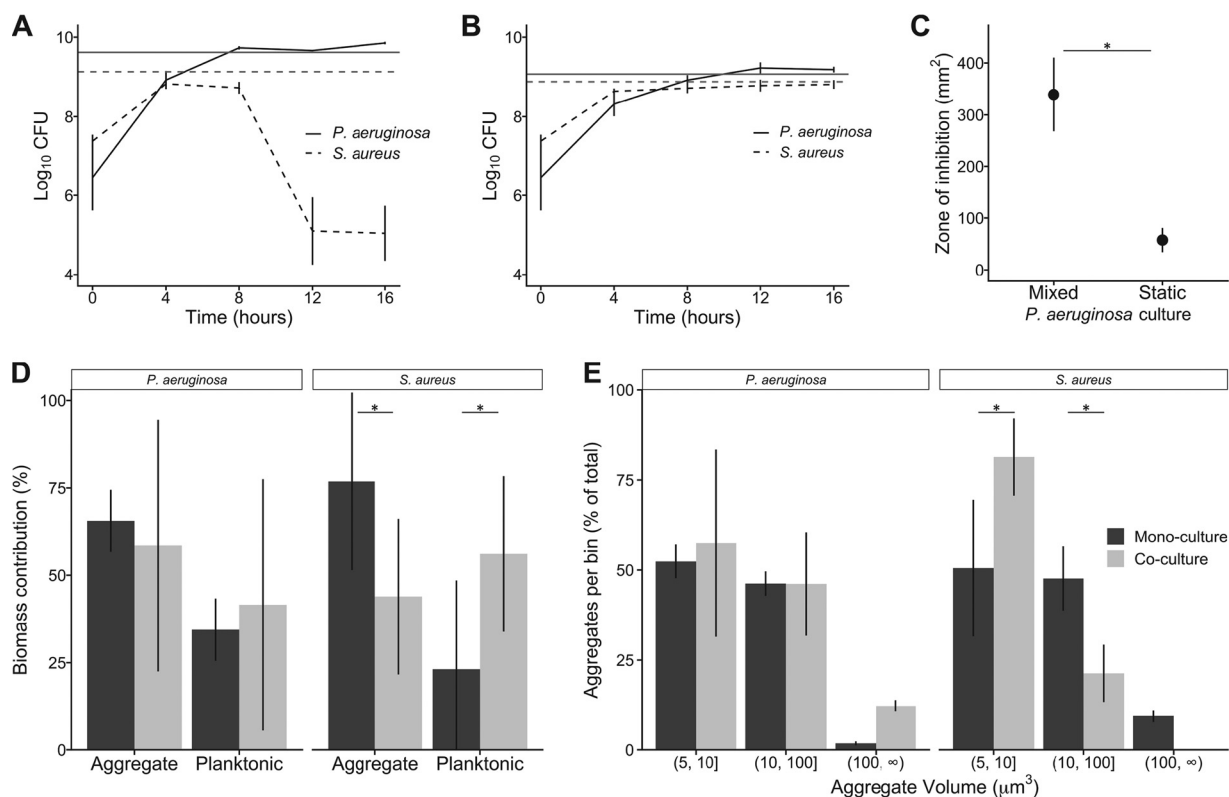 A
10
8
6
4
Log10 CFU
P. aeruginosa
S. aureus
0 4 8 12 16
Time (hours)
B
10
8
6
4
Log10 CFU
P. aeruginosa
S. aureus
0 4 8 12 16
Time (hours)
C
400
300
200
100
0
Zone of inhibition (mm²)
*
Mixed Static
P. aeruginosa culture
D
P. aeruginosa S. aureus
100
75
50
25
0
Biomass contribution (%)
* *
Aggregate Planktonic Aggregate Planktonic
E
P. aeruginosa S. aureus
100
75
50
25
0
Aggregates per bin (% of total)
* *
Mono-culture
Co-culture
(5, 10] (10, 100] (100, ∞) (5, 10] (10, 100] (100, ∞)
Aggregate Volume (μm³)